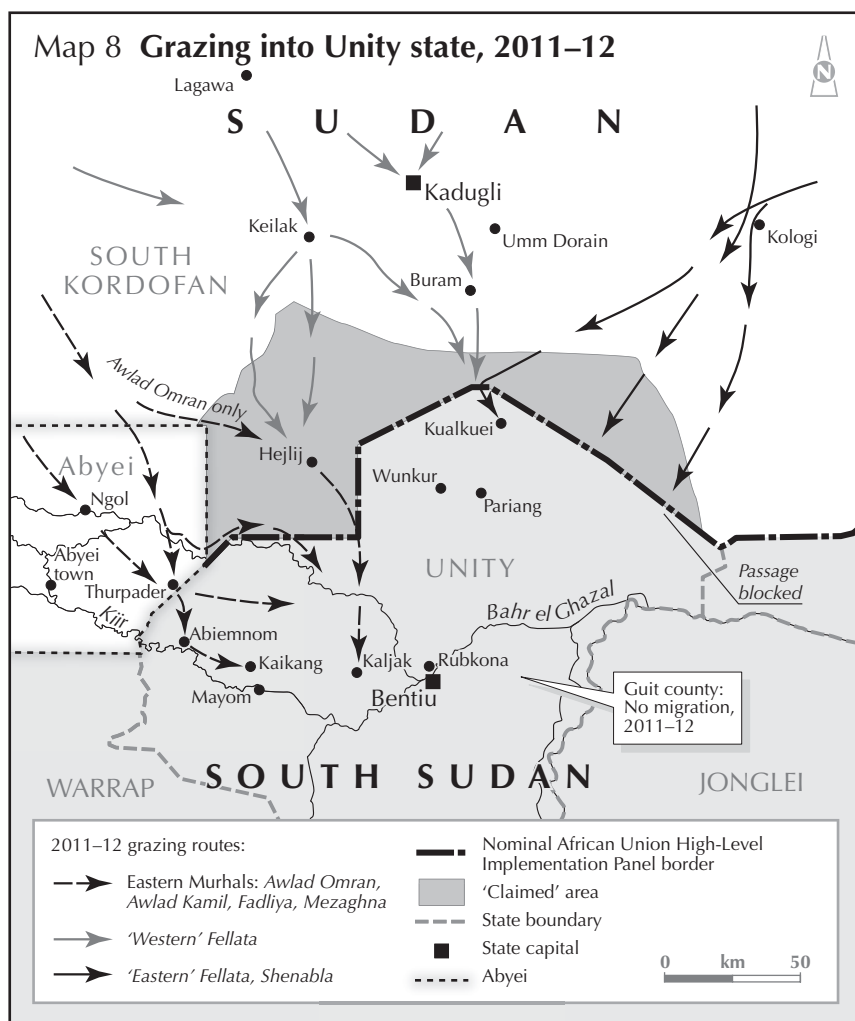 Map 8 Grazing into Unity state, 2011–12
N
Lagawa
SUDAN
Kadugli
Keilak
Umm Dorain
Kologi
SOUTH
KORDOFAN
Buram
Awlad Omran only
Kualkuei
Abyei
Hejlij
Wunkur
Pariang
Ngol
Abyei
town
Thurpader
UNITY
Passage
blocked
Kiir
Bahr el Ghazal
Abiemnom
Kaikang
Kaljak
Rubkona
Mayom
Bentiu
Guit county:
No migration,
2011–12
SOUTH SUDAN
WARRAP
JONGLEI
2011–12 grazing routes:
Eastern Murhals: Awlad Omran,
Awlad Kamil, Fadliya, Mezaghna
‘Western’ Fellata
‘Eastern’ Fellata, Shenabla
Nominal African Union High-Level
Implementation Panel border
‘Claimed’ area
State boundary
State capital
Abyei
0 km 50